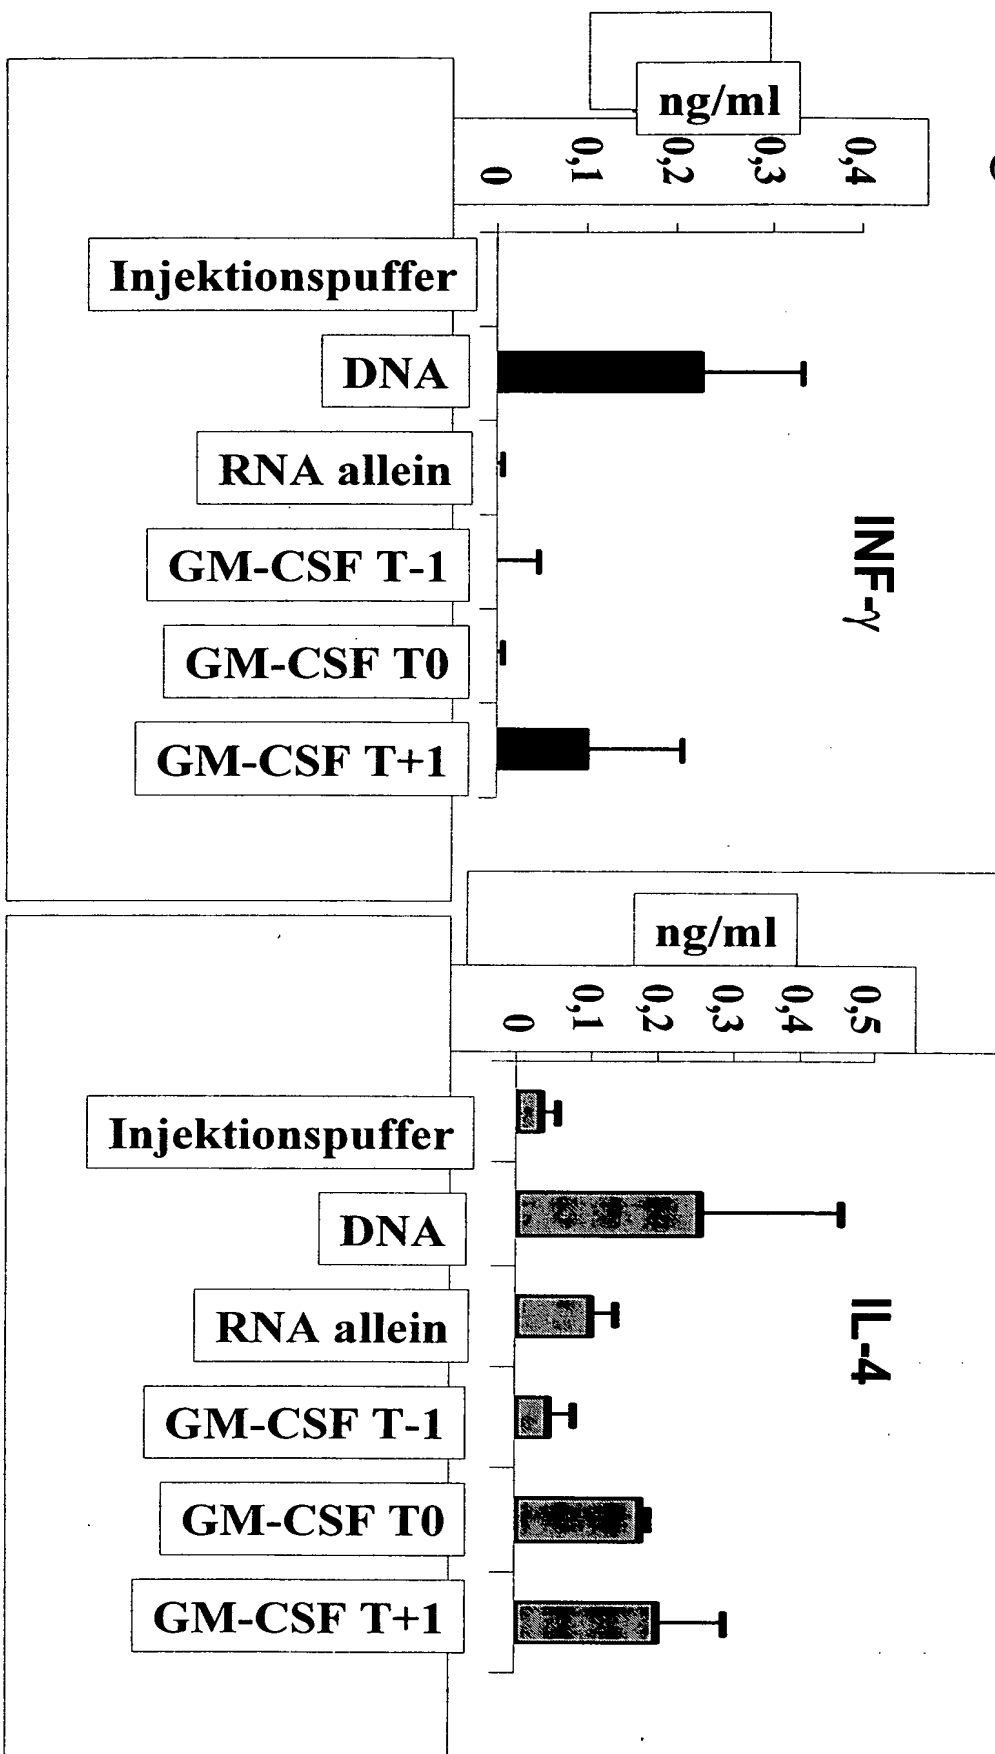 ng/ml
0,4
0,3
0,2
0,1
0
INF-γ
Injektionspuffer
DNA
RNA allein
GM-CSF T-1
GM-CSF T0
GM-CSF T+1
ng/ml
0,5
0,4
0,3
0,2
0,1
0
IL-4
Injektionspuffer
DNA
RNA allein
GM-CSF T-1
GM-CSF T0
GM-CSF T+1